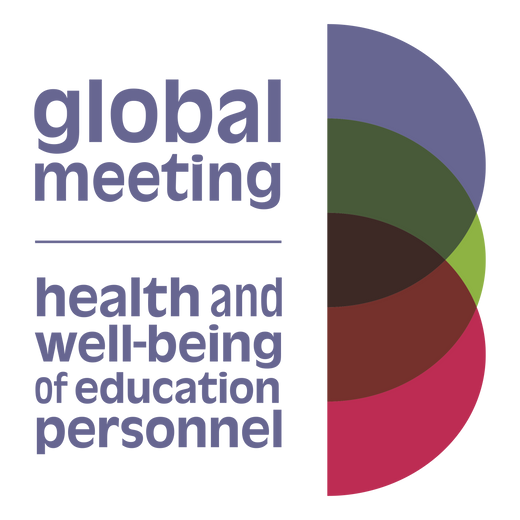 global
meeting
health and
well-being
of education
personnel